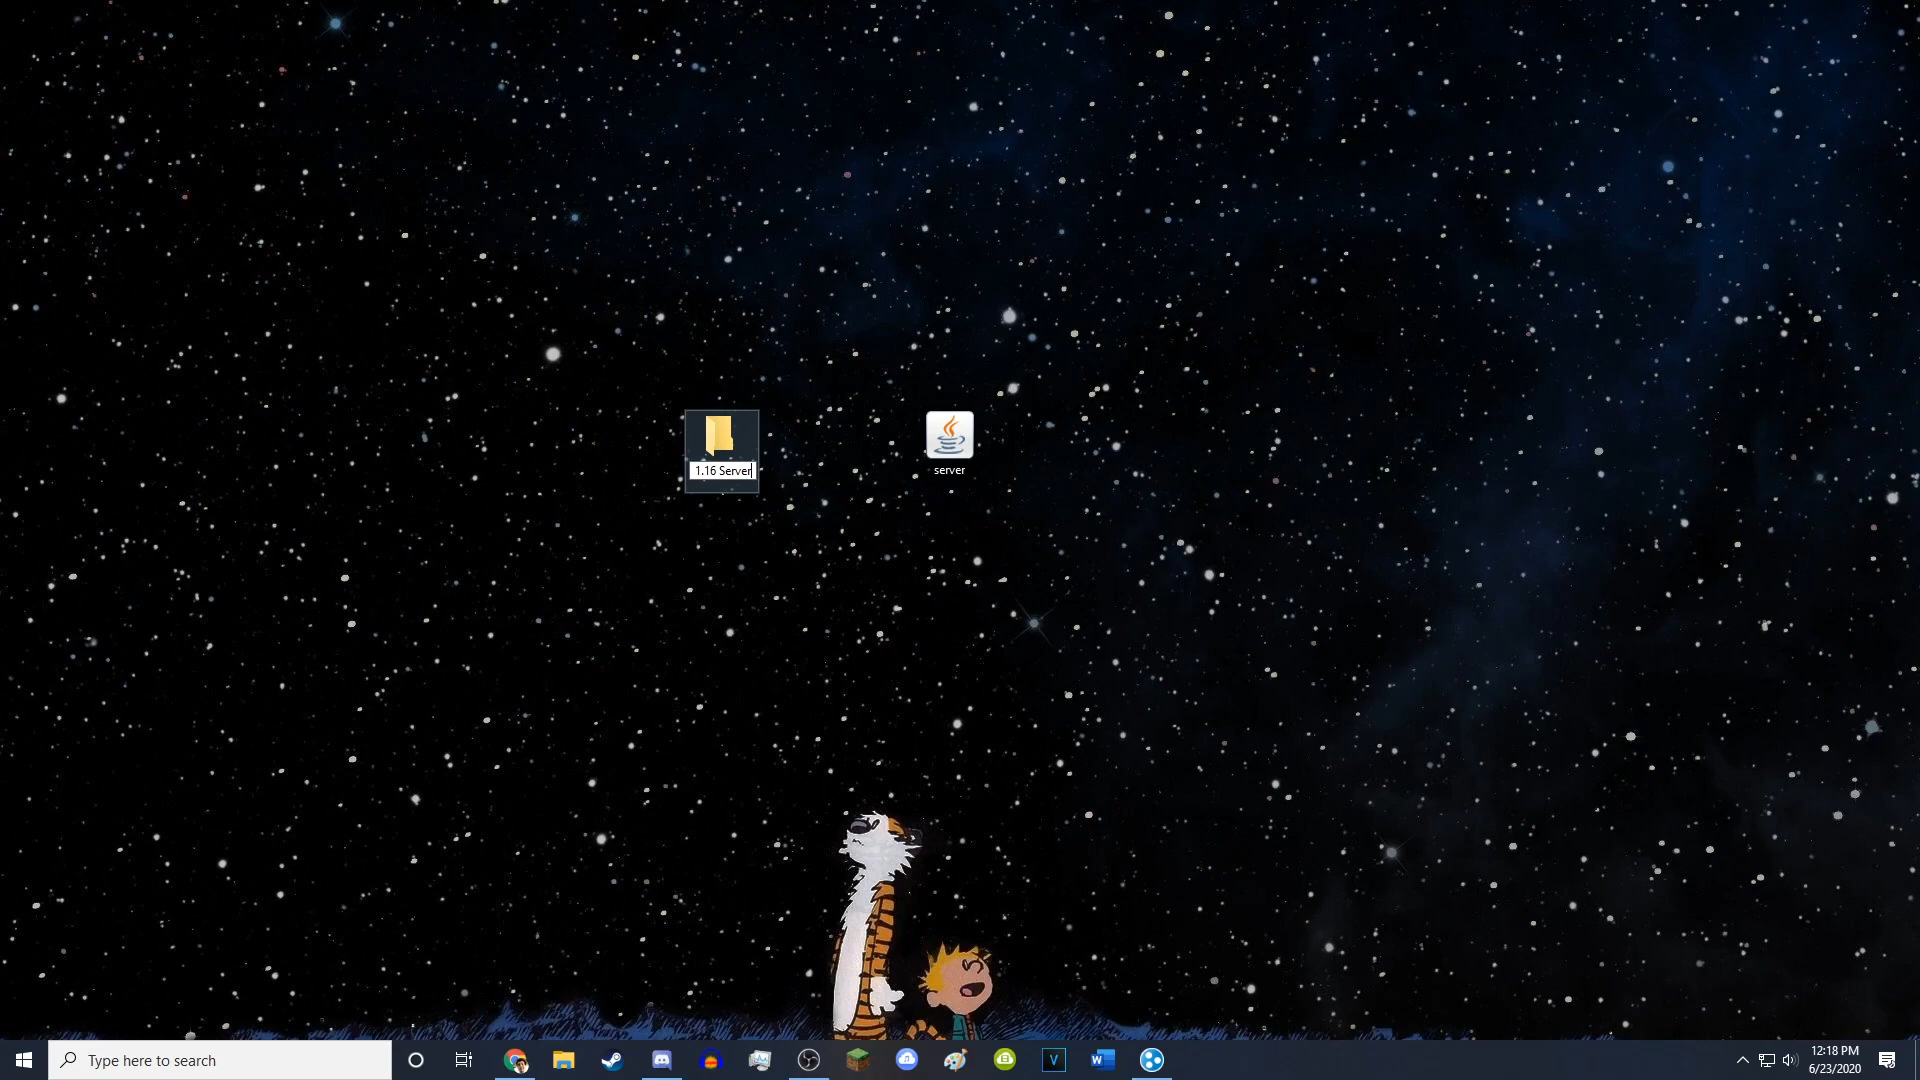 1.16 Server
server
Type here to search
12:18 PM
6/23/2020
V
W